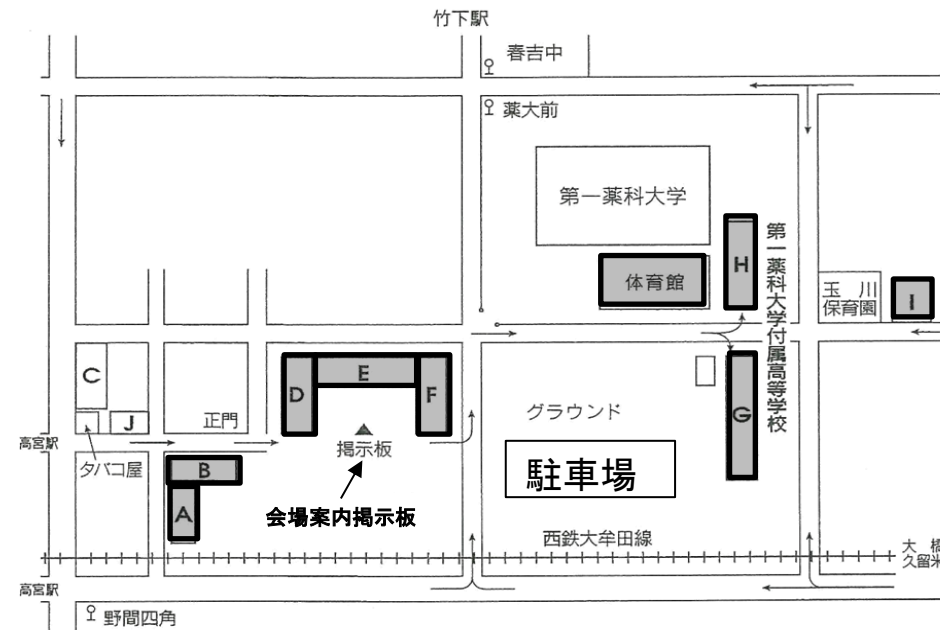 竹下駅
春吉中
薬大前
第一薬科大学
体育館
H
第一薬科大学付属高等学校
玉川
保育園
I
C
J
正門
D
E
F
グラウンド
G
高宮駅
タバコ屋
B
A
掲示板
会場案内掲示板
駐車場
西鉄大牟田線
大橋
久留米
高宮駅
野間四角